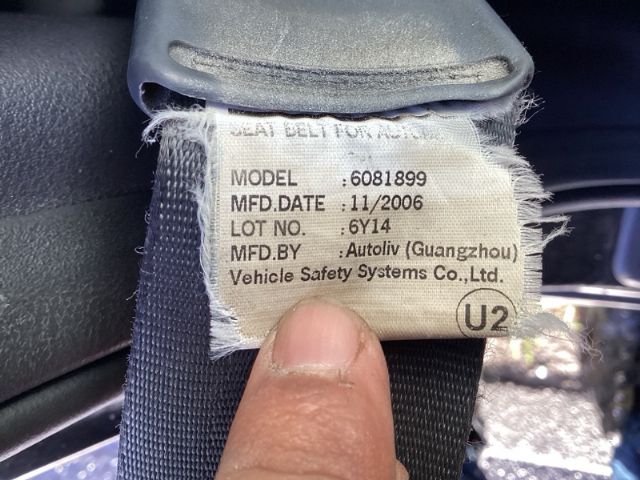 SEAT BELT FOR
MODEL : 6081899
MFD.DATE : 11/2006
LOT NO. : 6Y14
MFD.BY : Autoliv (Guangzhou)
Vehicle Safety Systems Co.,Ltd.
U2